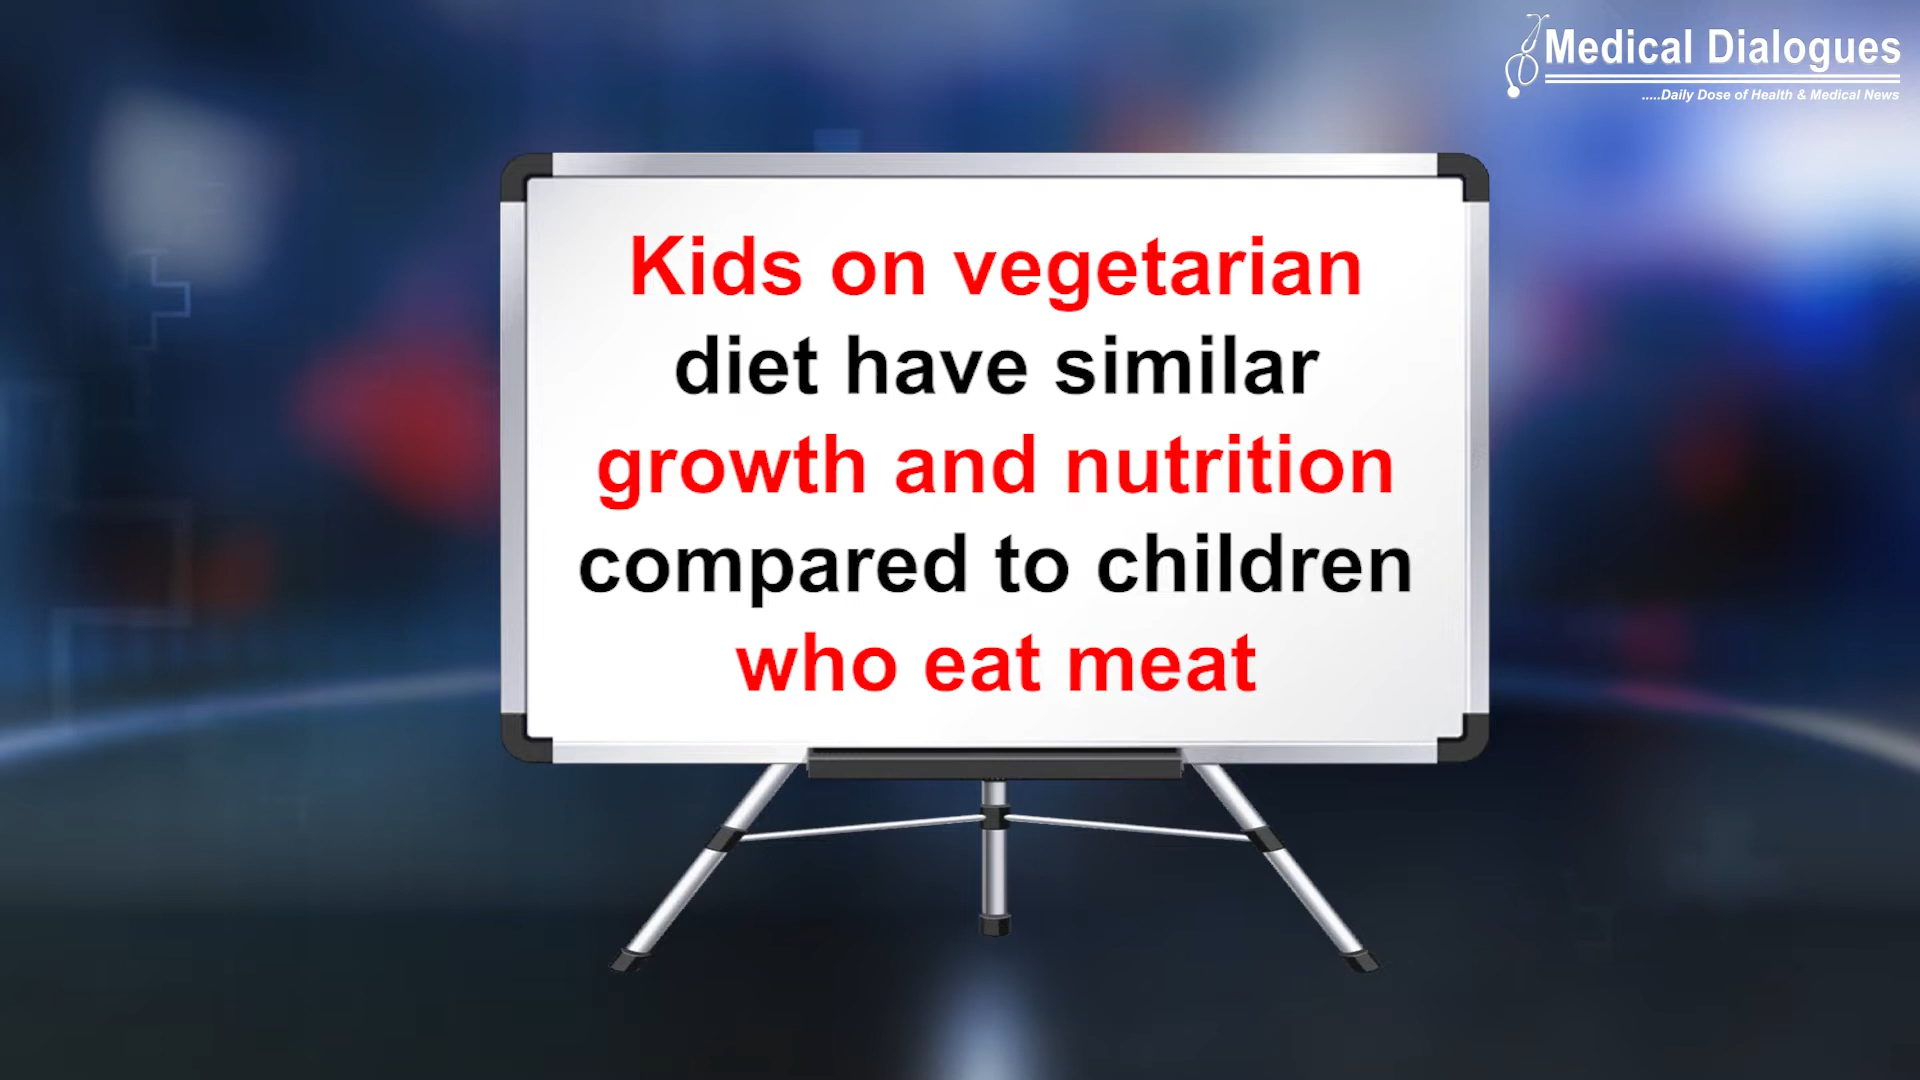 Medical Dialogues
.....Daily Dose of Health & Medical News
Kids on vegetarian
diet have similar
growth and nutrition
compared to children
who eat meat